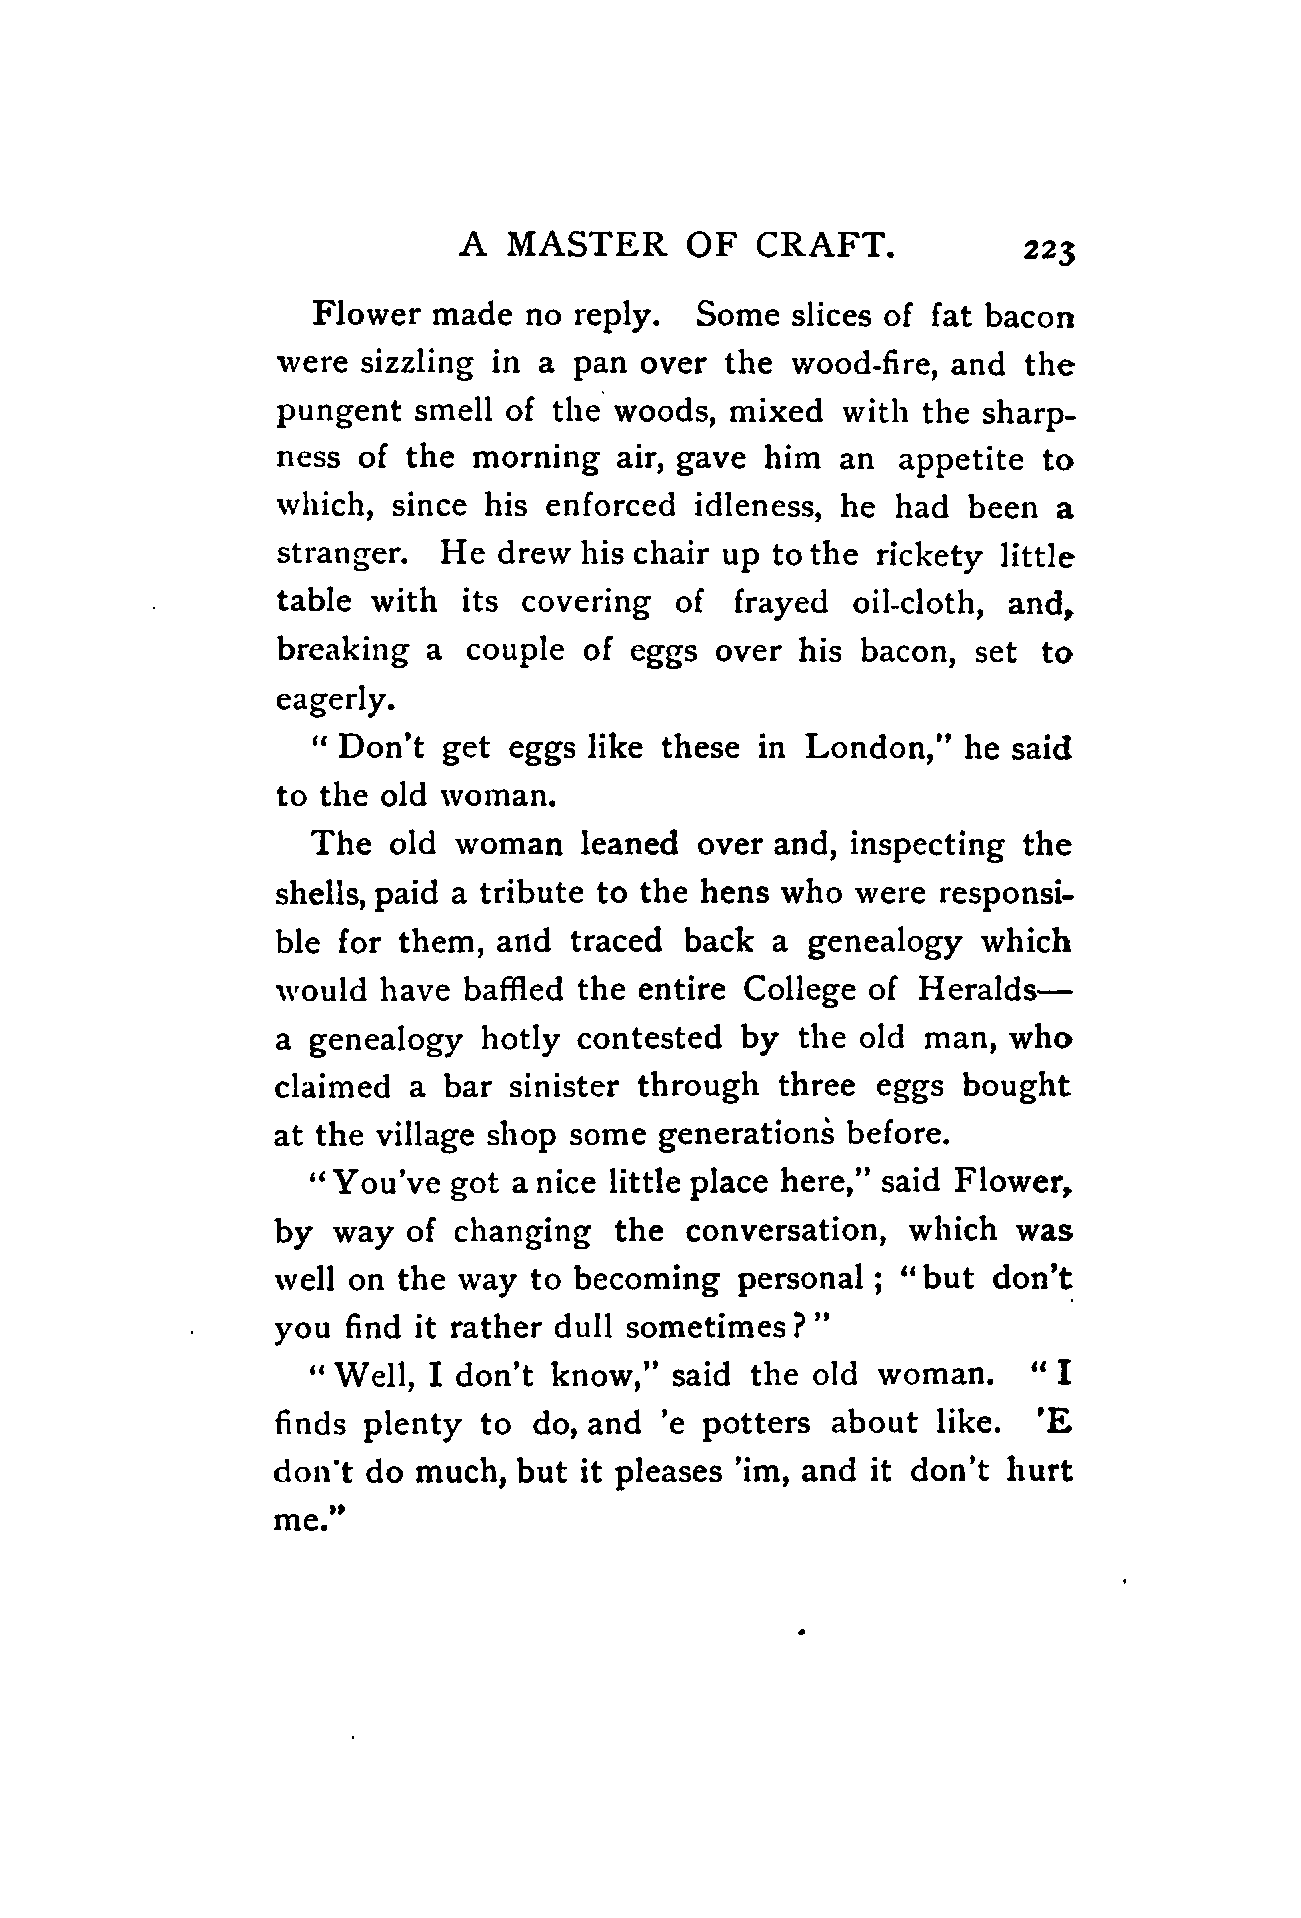 A MASTER OF CRAFT. 223
Flower made no reply. Some slices of fat bacon
were sizzling in a pan over the wood-fire, and the
pungent smell of the woods, mixed with the sharp-
ness of the morning air, gave him an appetite to
which, since his enforced idleness, he had been a
stranger. He drew his chair up to the rickety little
table with its covering of frayed oil-cloth, and,
breaking a couple of eggs over his bacon, set to
eagerly.
"Don't get eggs like these in London," he said
to the old woman.
The old woman leaned over and, inspecting the
shells, paid a tribute to the hens who were responsi-
ble for them, and traced back a genealogy which
would have baffled the entire College of Heralds—
a genealogy hotly contested by the old man, who
claimed a bar sinister through three eggs bought
at the village shop some generations before.
"You've got a nice little place here," said Flower,
by way of changing the conversation, which was
well on the way to becoming personal; "but don't
you find it rather dull sometimes?"
"Well, I don't know," said the old woman. "I
finds plenty to do, and 'e potters about like. 'E
don't do much, but it pleases 'im, and it don't hurt
me."